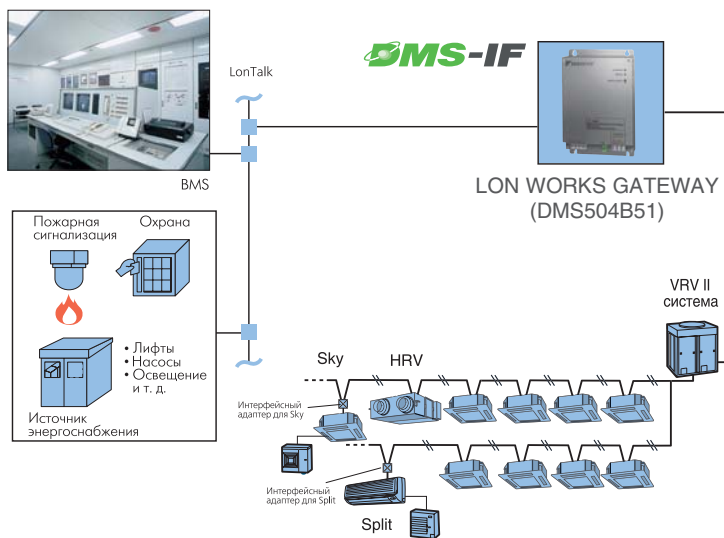 LonTalk
DMS-IF
BMS
LON WORKS GATEWAY
(DMS504B51)
Пожарная
сигнализация
Охрана
• Лифты
• Насосы
• Освещение
и т. д.
Источник
энергоснабжения
VRV II
система
Sky
HRV
Интерфейсный
адаптер для Sky
Интерфейсный
адаптер для Split
Split